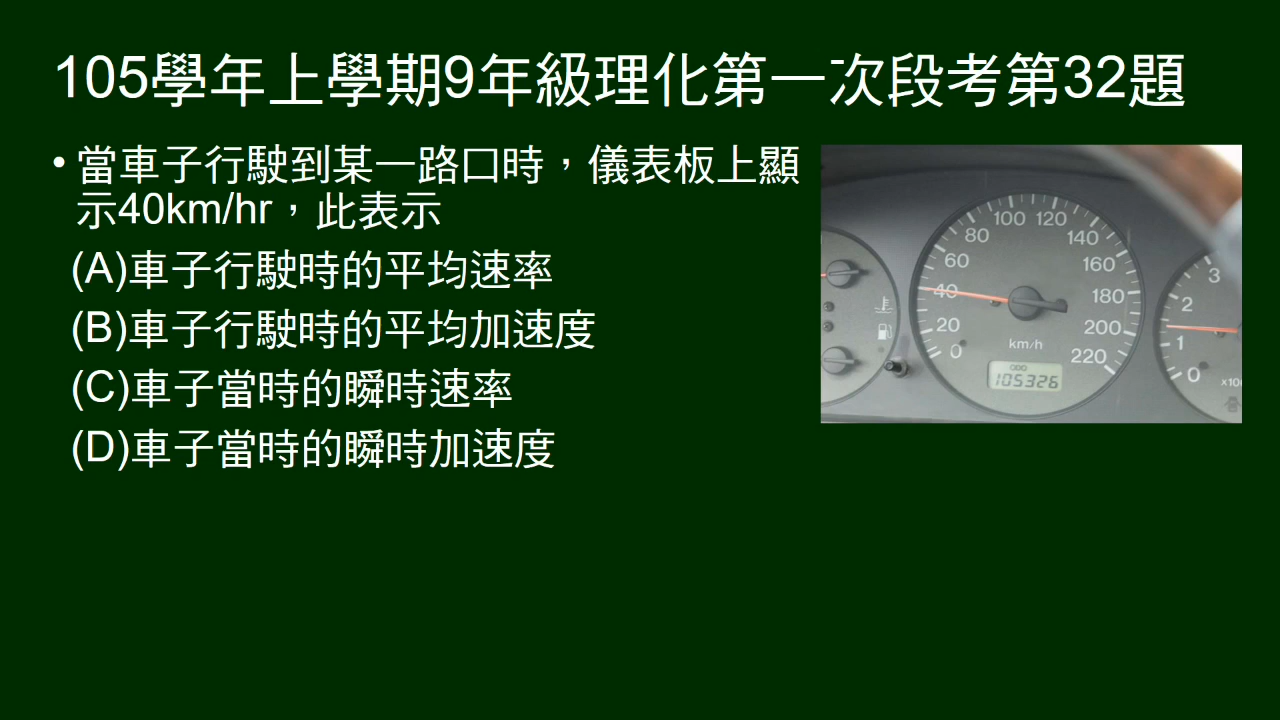 105學年上學期9年級理化第一次段考第32題
•當車子行駛到某一路口時，儀表板上顯
示40km/hr，此表示
(A)車子行駛時的平均速率
(B)車子行駛時的平均加速度
(C)車子當時的瞬時速率
(D)車子當時的瞬時加速度
100 120
80 140
60 160
40 180
20 200
0 220
km/h
105326
3
2
1
0